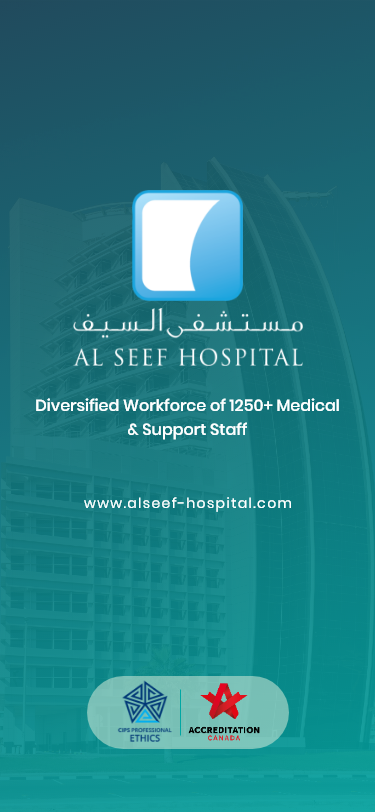 مستشفى السيف
AL SEEF HOSPITAL
Diversified Workforce of 1250+ Medical
& Support Staff
www.alseef-hospital.com
CIPS PROFESSIONAL
ETHICS
ACCREDITATION
CANADA